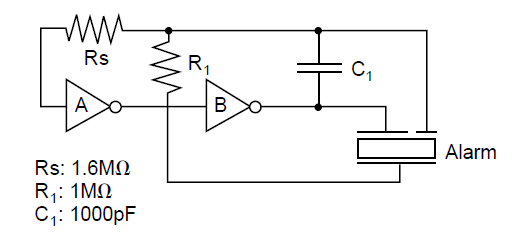 Rs
R₁
C₁
A
B
Alarm
Rs: 1.6MΩ
R₁: 1MΩ
C₁: 1000pF